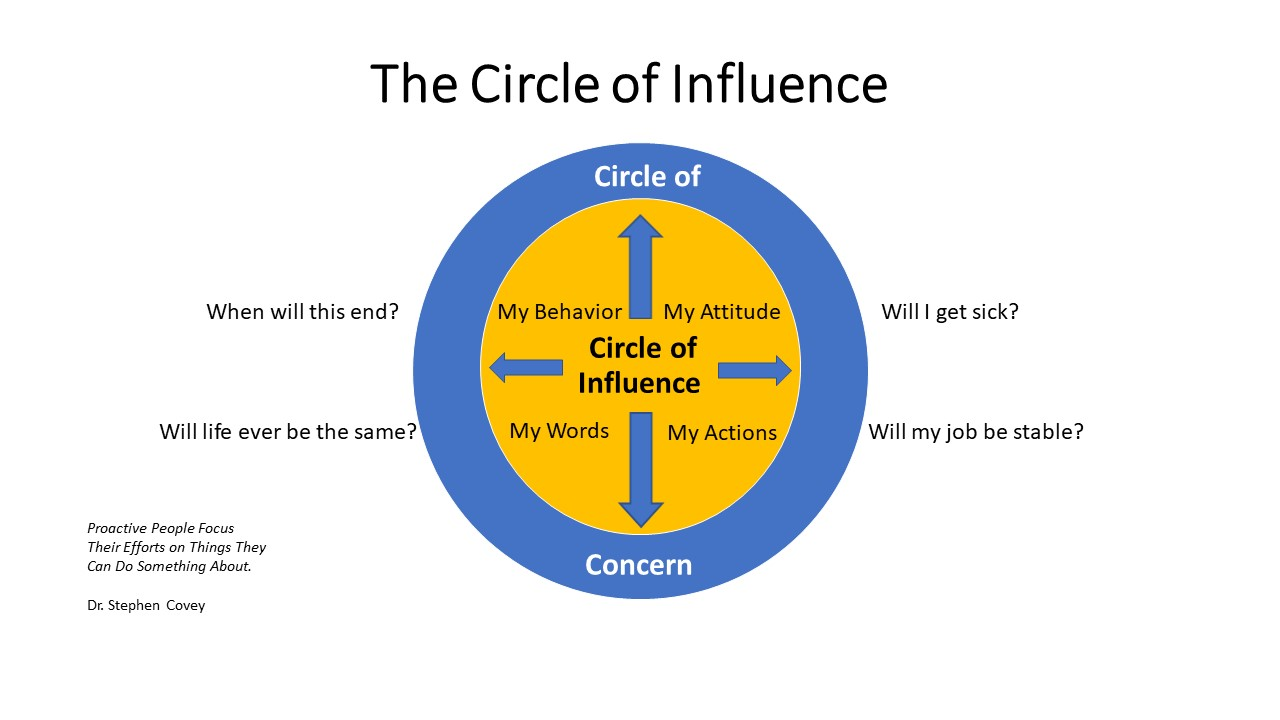 The Circle of Influence
Circle of
When will this end?
My Behavior
My Attitude
Will I get sick?
Circle of
Influence
Will life ever be the same?
My Words
My Actions
Will my job be stable?
Proactive People Focus
Their Efforts on Things They
Can Do Something About.
Concern
Dr. Stephen Covey